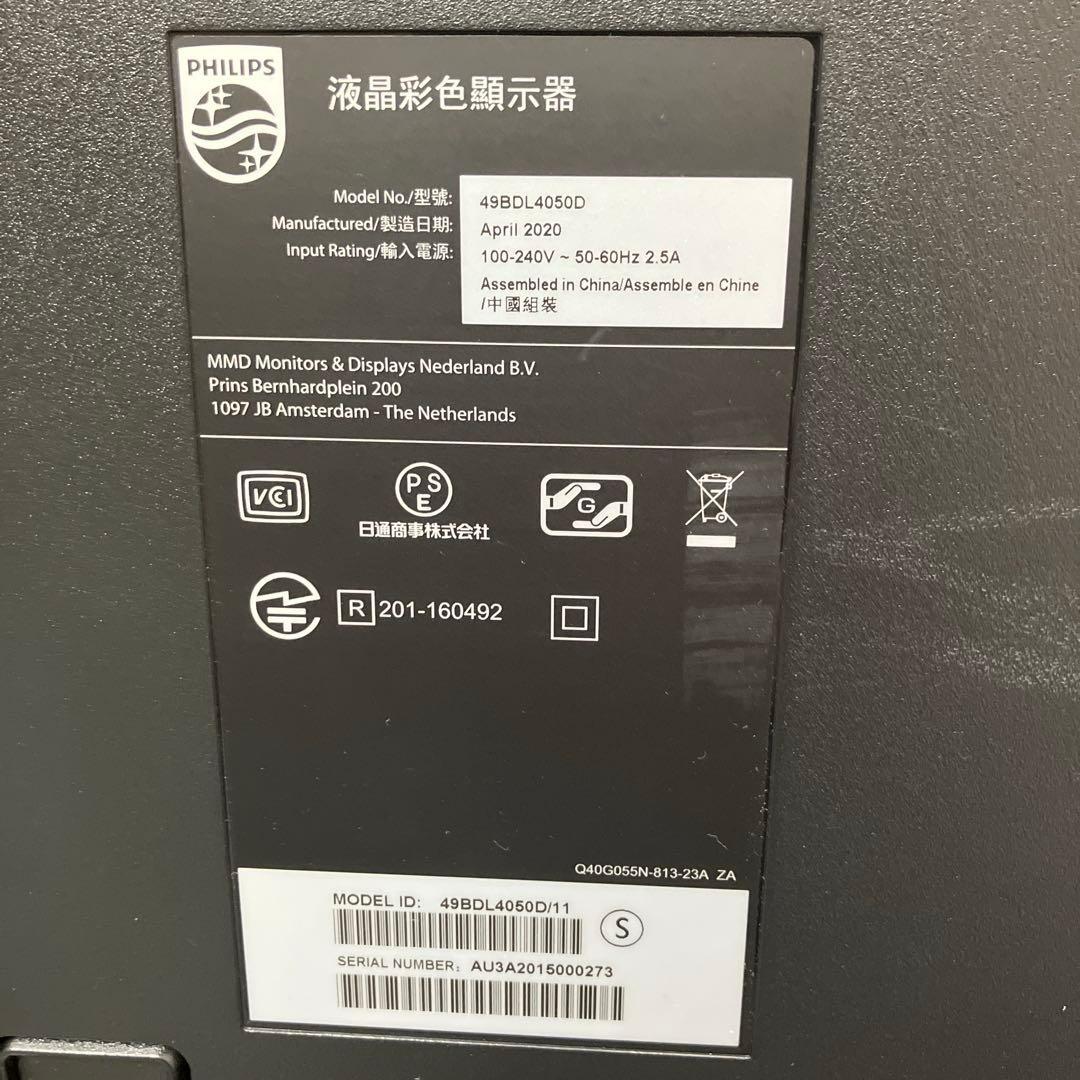 PHILIPS
液晶彩色顯示器
Model No./型號: 49BDL4050D
Manufactured/製造日期: April 2020
Input Rating/輸入電源: 100-240V ~ 50-60Hz 2.5A
Assembled in China/Assemble en Chine
/中國組裝
MMD Monitors & Displays Nederland B.V.
Prins Bernhardplein 200
1097 JB Amsterdam - The Netherlands
VCI
PS
E
日通商事株式会社
G
R 201-160492
Q40G055N-813-23A ZA
MODEL ID: 49BDL4050D/11
S
SERIAL NUMBER: AU3A2015000273